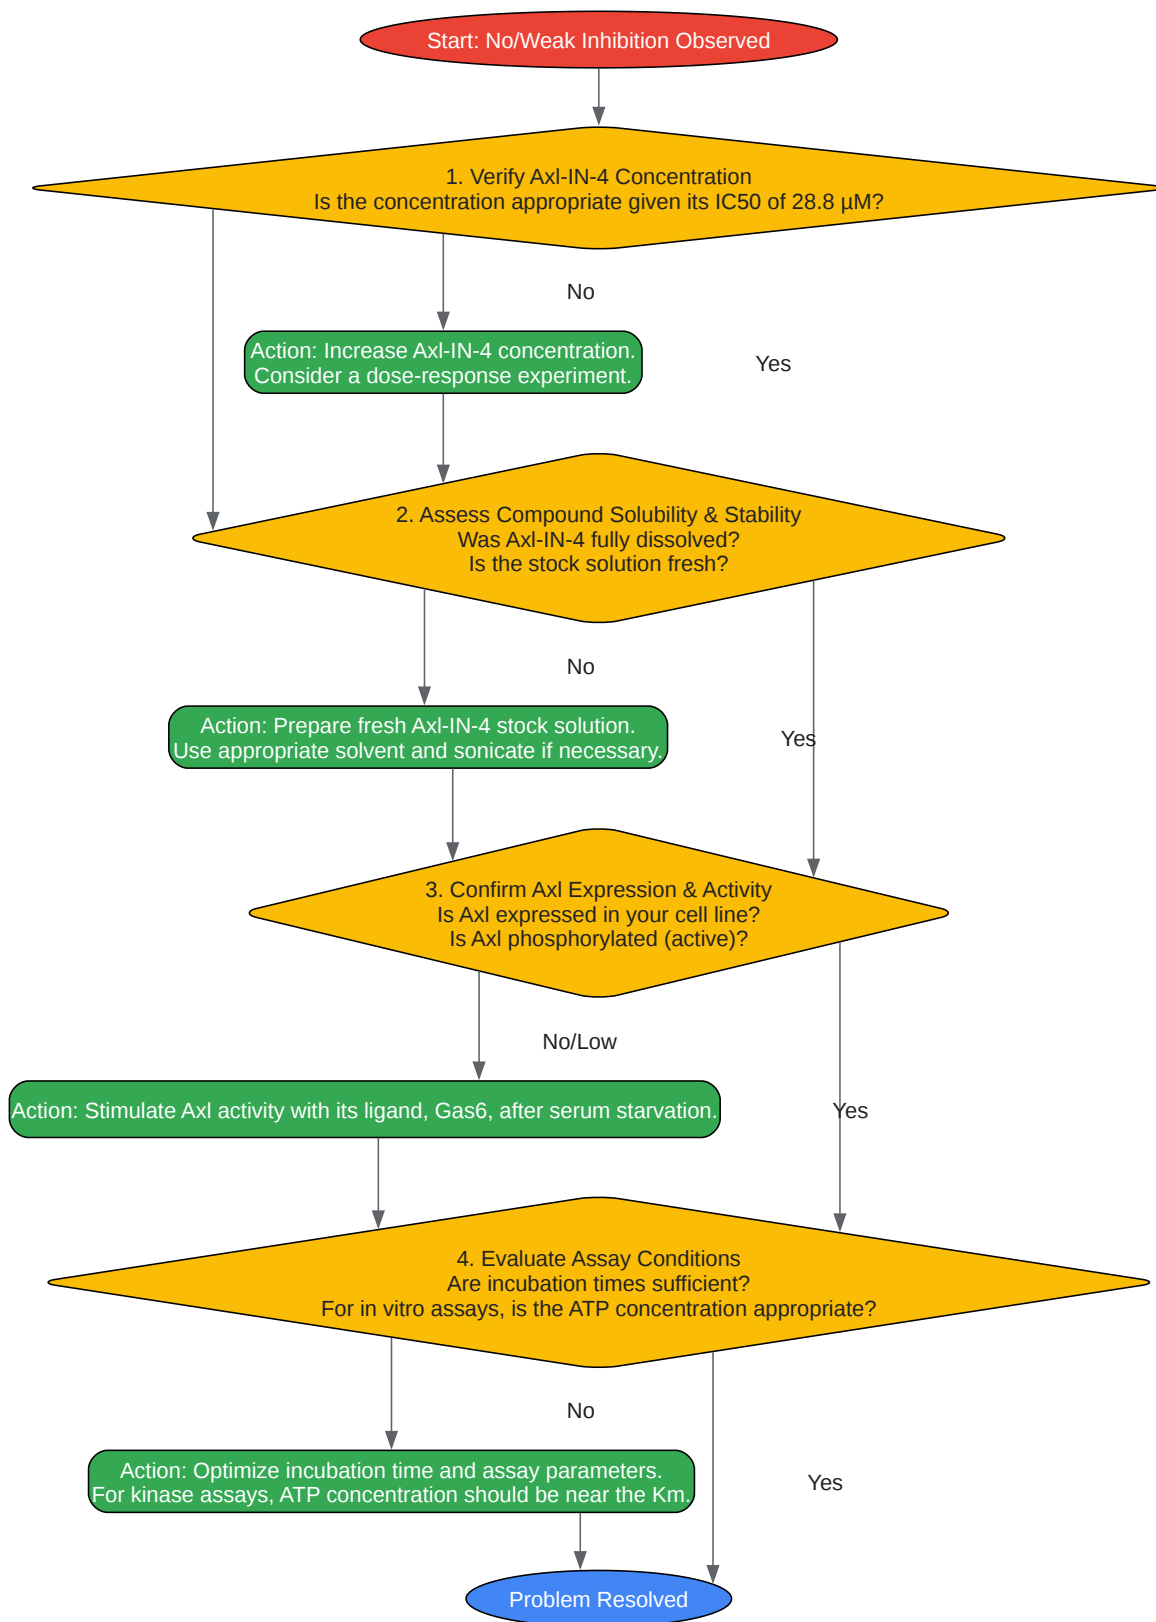 Start: No/Weak Inhibition Observed
1. Verify Axl-IN-4 Concentration
Is the concentration appropriate given its IC50 of 28.8 µM?
No
Action: Increase Axl-IN-4 concentration.
Consider a dose-response experiment.
Yes
2. Assess Compound Solubility & Stability
Was Axl-IN-4 fully dissolved?
Is the stock solution fresh?
No
Action: Prepare fresh Axl-IN-4 stock solution.
Use appropriate solvent and sonicate if necessary.
Yes
3. Confirm Axl Expression & Activity
Is Axl expressed in your cell line?
Is Axl phosphorylated (active)?
No/Low
Action: Stimulate Axl activity with its ligand, Gas6, after serum starvation.
Yes
4. Evaluate Assay Conditions
Are incubation times sufficient?
For in vitro assays, is the ATP concentration appropriate?
No
Action: Optimize incubation time and assay parameters.
For kinase assays, ATP concentration should be near the Km.
Yes
Problem Resolved